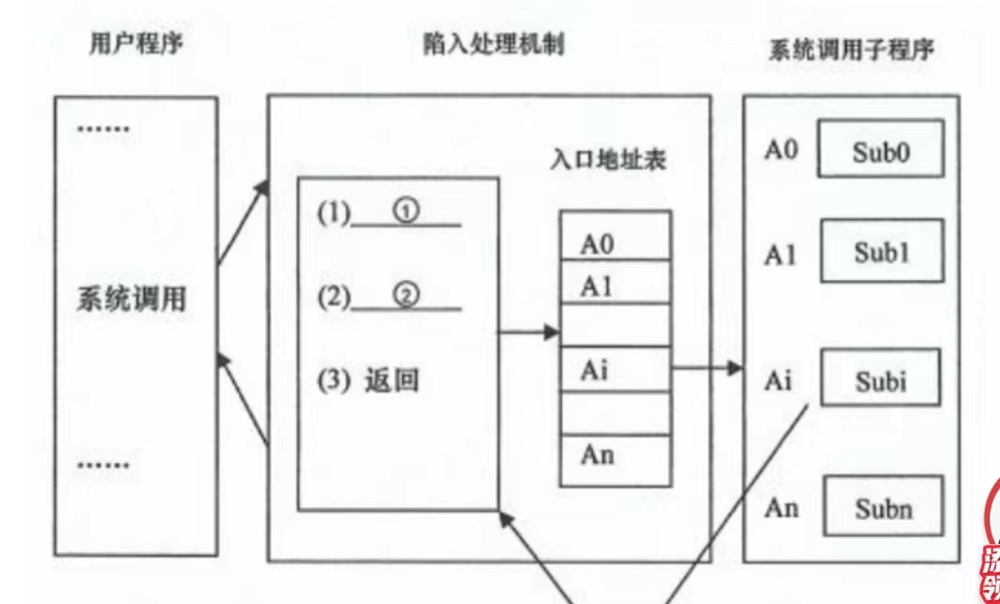 用户程序
陷入处理机制
系统调用子程序
……
系统调用
……
(1) ①
(2) ②
(3) 返回
入口地址表
A0
A1
Ai
An
A0 Sub0
A1 Sub1
Ai Subi
An Subn